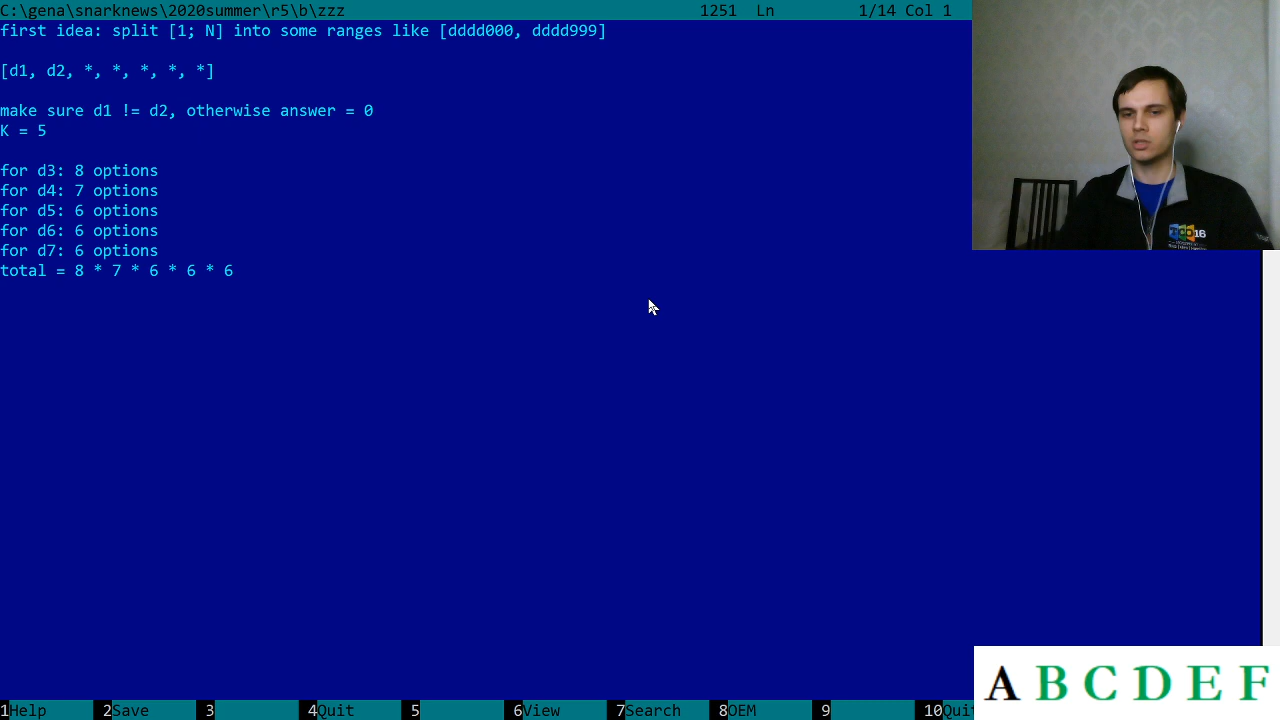 C:\gena\snarknews\2020summer\r5\b\zzz 1251 Ln 1/14 Col 1
first idea: split [1; N] into some ranges like [dddd000, dddd999]
[d1, d2, *, *, *, *, *]
make sure d1 != d2, otherwise answer = 0
K = 5
for d3: 8 options
for d4: 7 options
for d5: 6 options
for d6: 6 options
for d7: 6 options
total = 8 * 7 * 6 * 6 * 6
A B C D E F
1Help 2Save 3 4Quit 5 6View 7Search 8OEM 9 10Qui